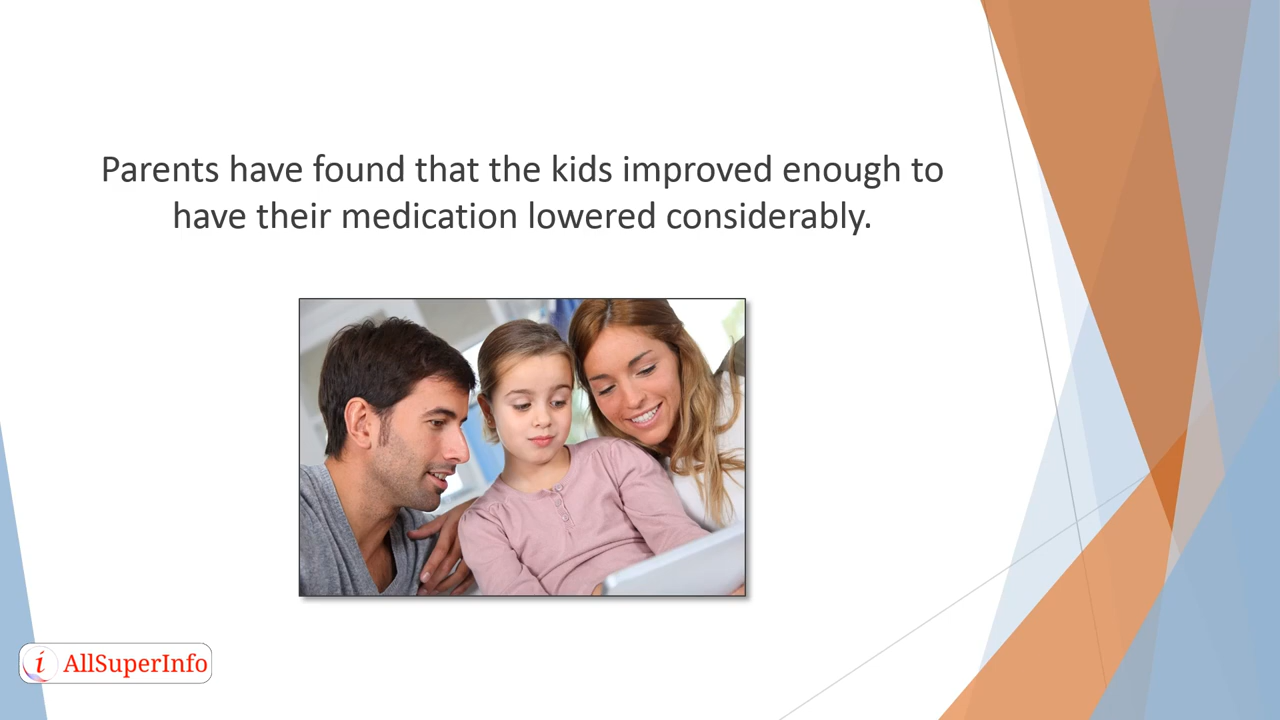 Parents have found that the kids improved enough to
have their medication lowered considerably.
i AllSuperInfo